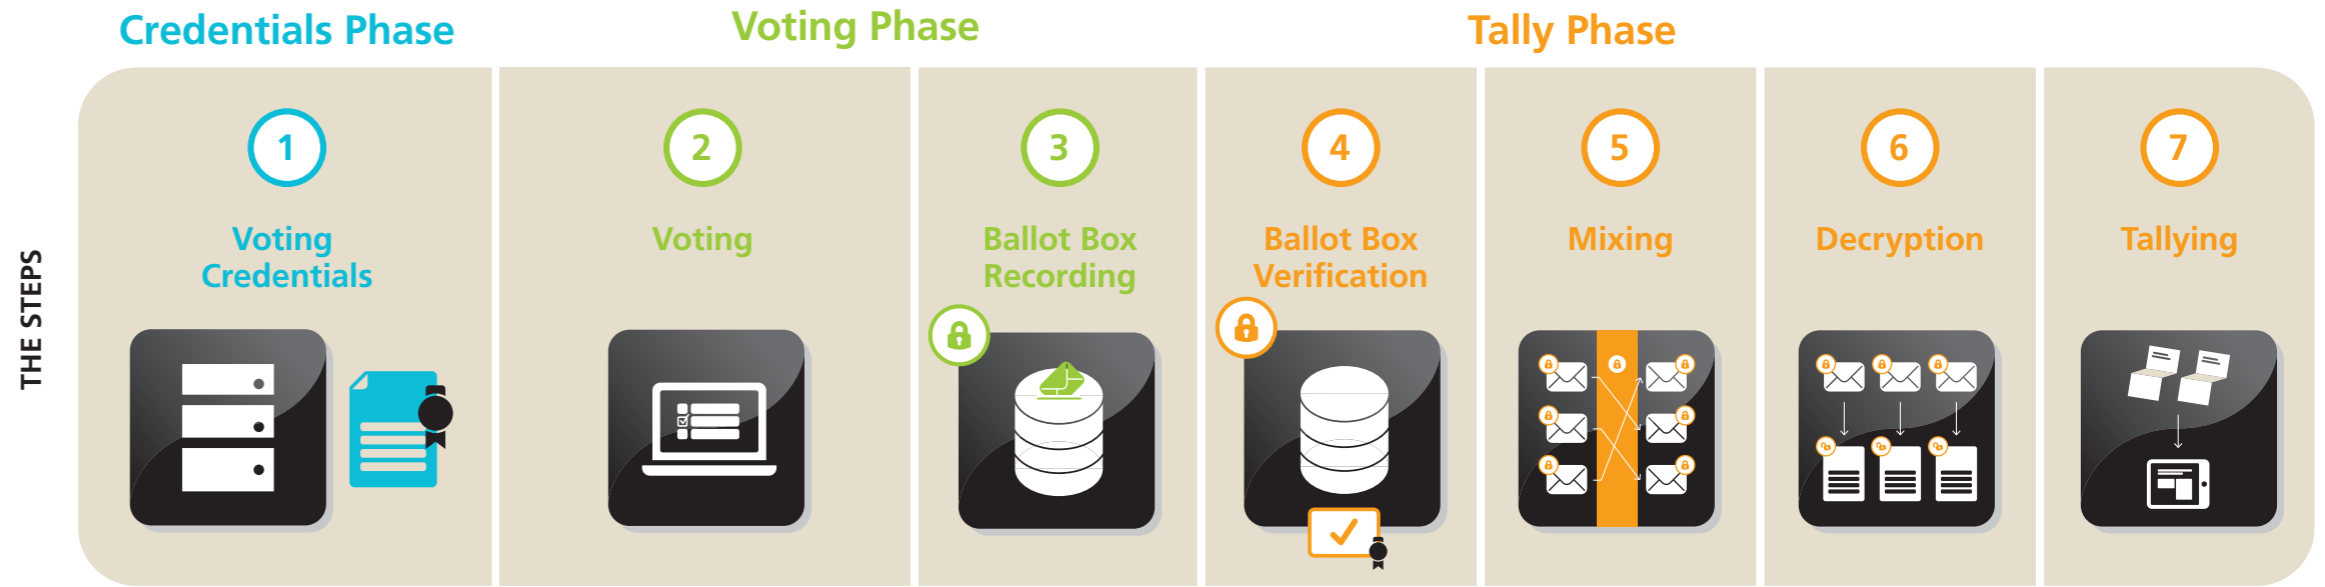 Credentials Phase
Voting Phase
Tally Phase
THE STEPS
1
Voting
Credentials
2
Voting
3
Ballot Box
Recording
4
Ballot Box
Verification
5
Mixing
6
Decryption
7
Tallying